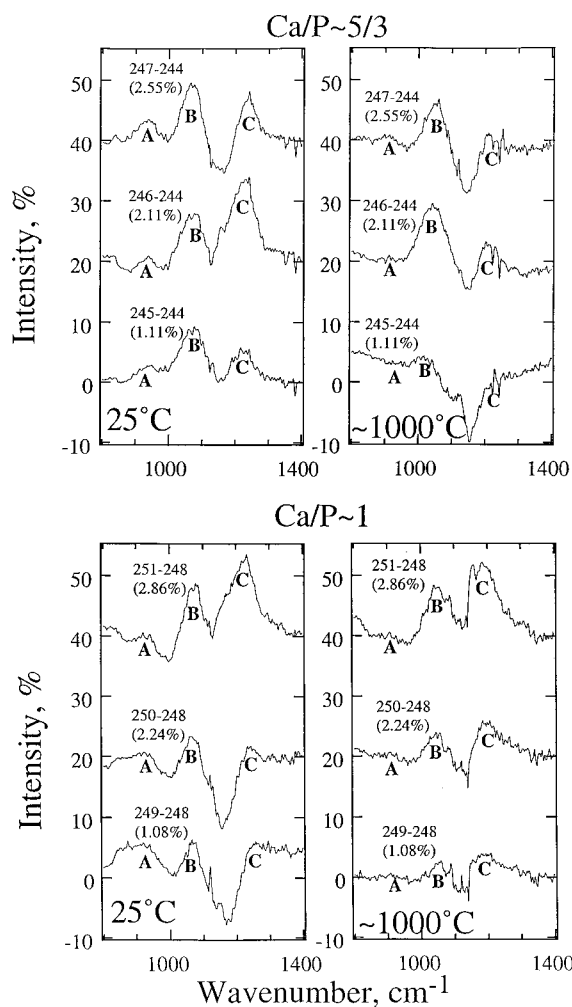 Ca/P~5/3
Intensity, %
50
40
30
20
10
0
-10
247-244
(2.55%)
A
B
C
246-244
(2.11%)
A
B
C
245-244
(1.11%)
A
B
C
25°C
1000
1400
247-244
(2.55%)
A
B
C
246-244
(2.11%)
A
B
C
245-244
(1.11%)
A
B
C
~1000°C
1000
1400
Ca/P~1
Intensity, %
50
40
30
20
10
0
-10
251-248
(2.86%)
A
B
C
250-248
(2.24%)
A
B
C
249-248
(1.08%)
A
B
C
25°C
1000
1400
251-248
(2.86%)
A
B
C
250-248
(2.24%)
A
B
C
249-248
(1.08%)
A
B
C
~1000°C
1000
1400
Wavenumber, cm⁻¹